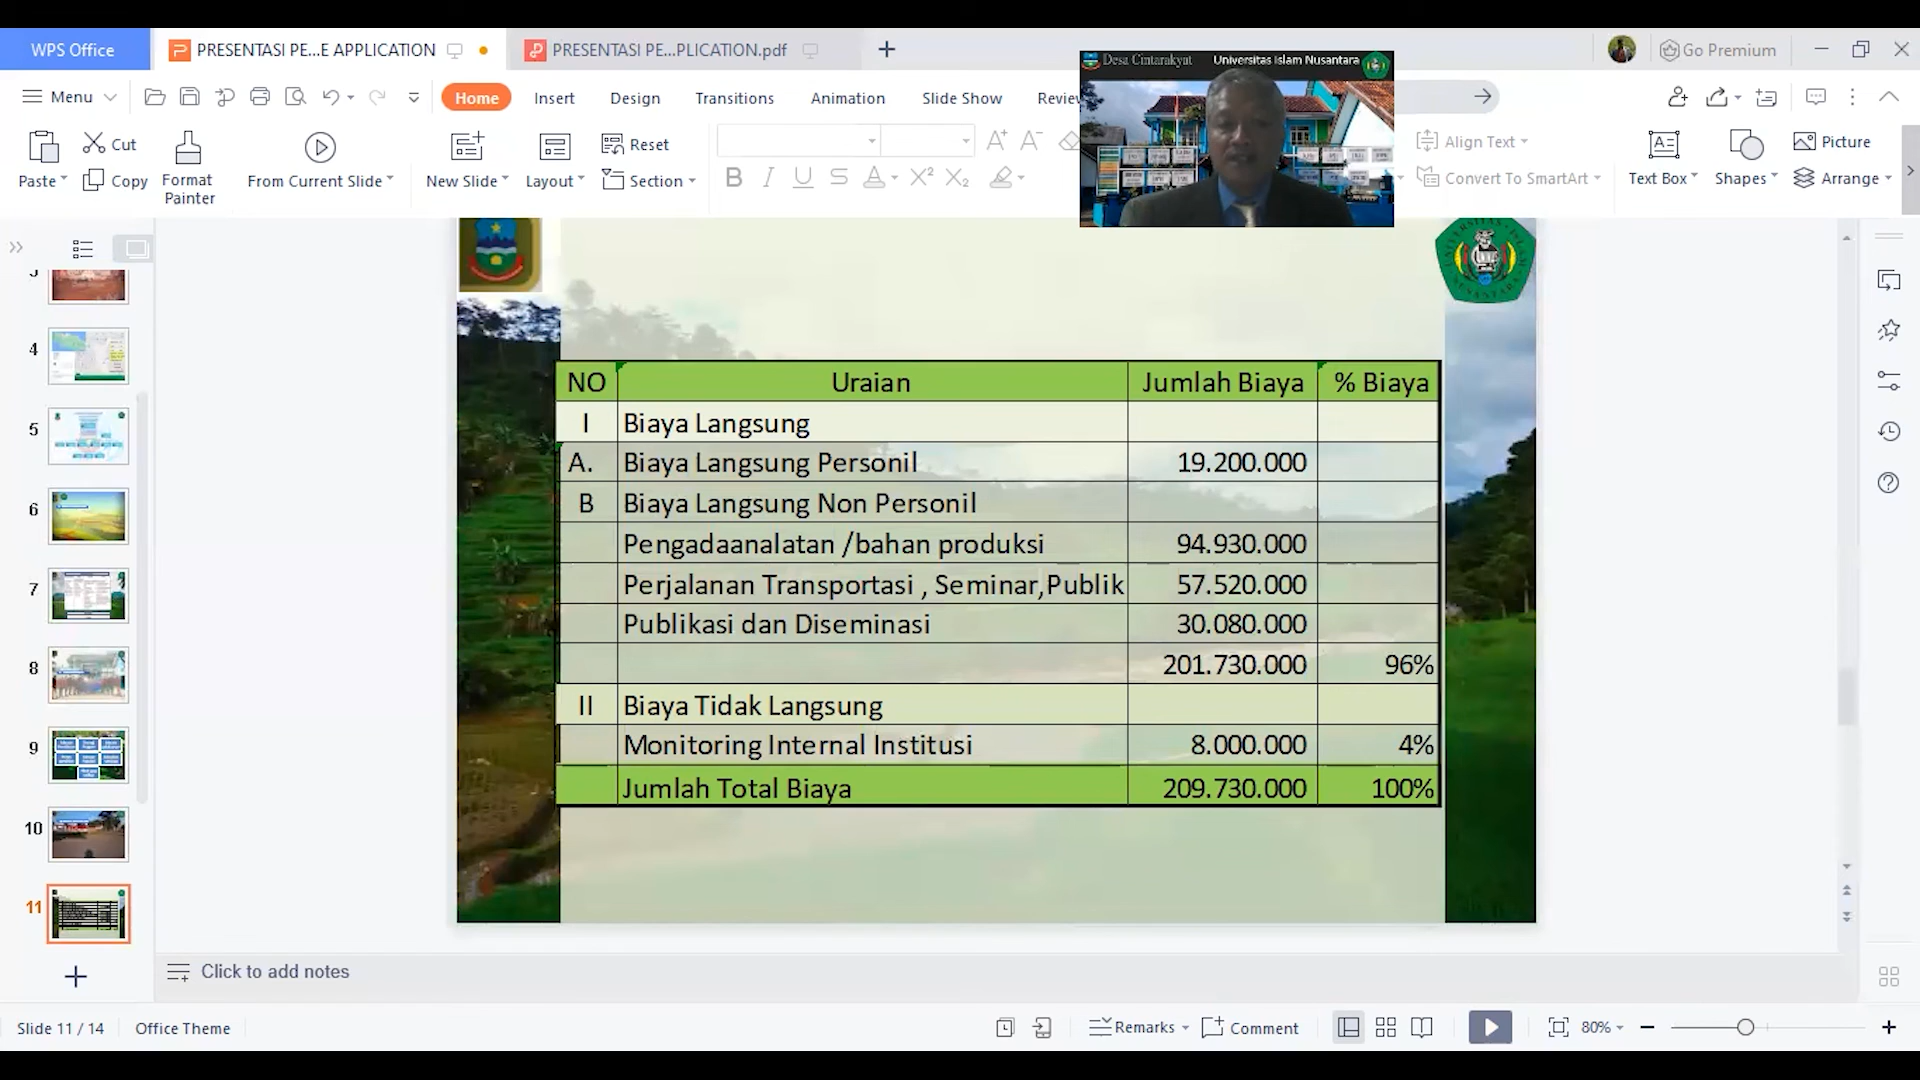 WPS Office
PRESENTASI PE...E APPLICATION
PRESENTASI PE...PLICATION.pdf
Go Premium
Desa Cintarakyat
Universitas Islam Nusantara
Menu
Home
Insert
Design
Transitions
Animation
Slide Show
Reviev
Paste
Cut
Copy
Format
Painter
From Current Slide
New Slide
Layout
Reset
Section
Align Text
Convert To SmartArt
Text Box
Shapes
Picture
Arrange
NO Uraian Jumlah Biaya % Biaya
I Biaya Langsung
A. Biaya Langsung Personil 19.200.000
B Biaya Langsung Non Personil
Pengadaanalatan /bahan produksi 94.930.000
Perjalanan Transportasi , Seminar,Publik 57.520.000
Publikasi dan Diseminasi 30.080.000
201.730.000 96%
II Biaya Tidak Langsung
Monitoring Internal Institusi 8.000.000 4%
Jumlah Total Biaya 209.730.000 100%
4
5
6
7
8
9
10
11
Click to add notes
Slide 11 / 14
Office Theme
Remarks
Comment
80%